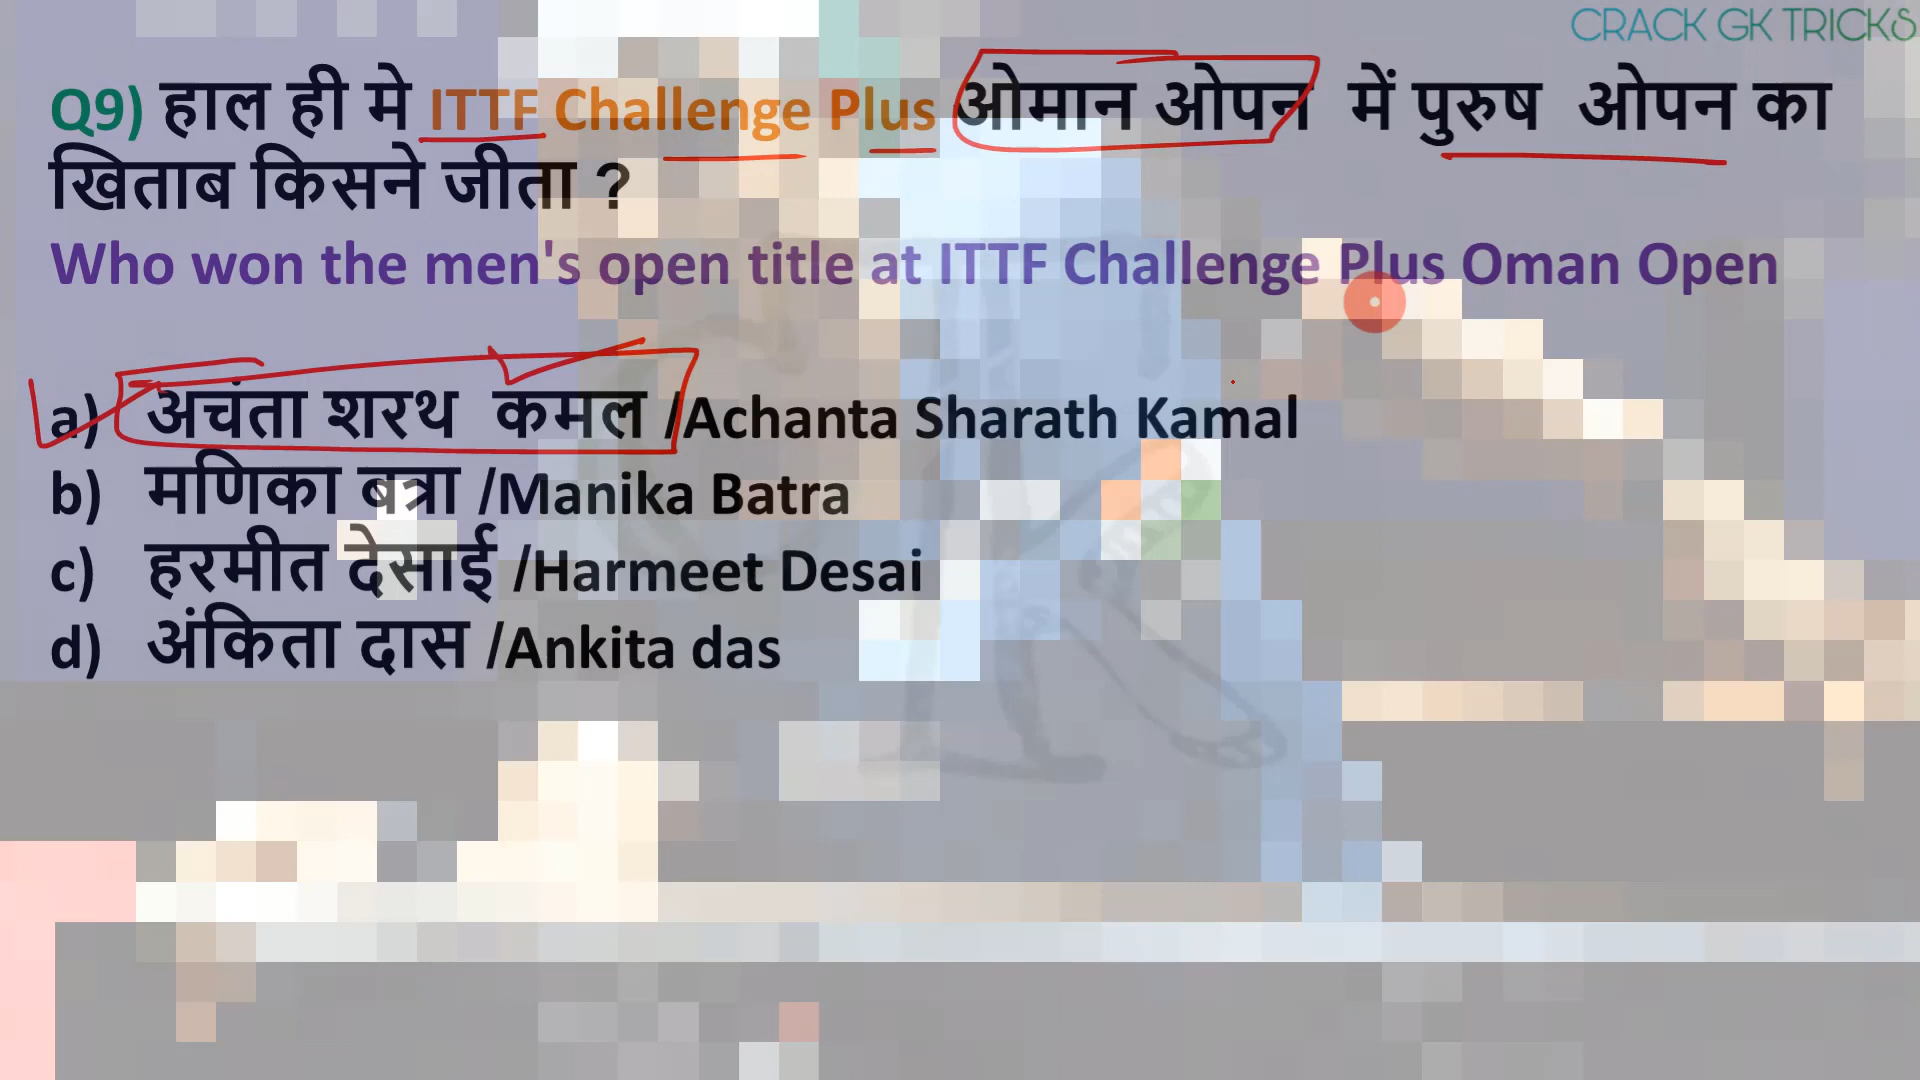 CRACK GK TRICKS
Q9) हाल ही मे ITTF Challenge Plus ओमान ओपन में पुरुष ओपन का
खिताब किसने जीता ?
Who won the men's open title at ITTF Challenge Plus Oman Open
a) अचंता शरथ कमल /Achanta Sharath Kamal
b) मणिका बत्रा /Manika Batra
c) हरमीत देसाई /Harmeet Desai
d) अंकिता दास /Ankita das